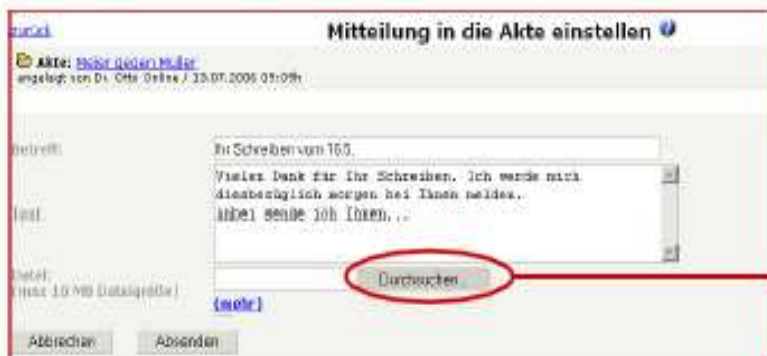 zurück
Mitteilung in die Akte einstellen
Akte: Meier gegen Müller
angelegt von Dr. Otto Online / 13.07.2006 09:09h
Betreff:
Ihr Schreiben vom 16.5.
Vielen Dank für Ihr Schreiben. Ich werde mich
diesbezüglich morgen bei Ihnen melden.
Anbei sende ich Ihnen...
Text:
Datei:
Durchsuchen...
(max 10 MB Dateigröße)
(mehr)
Abbrechen
Absenden